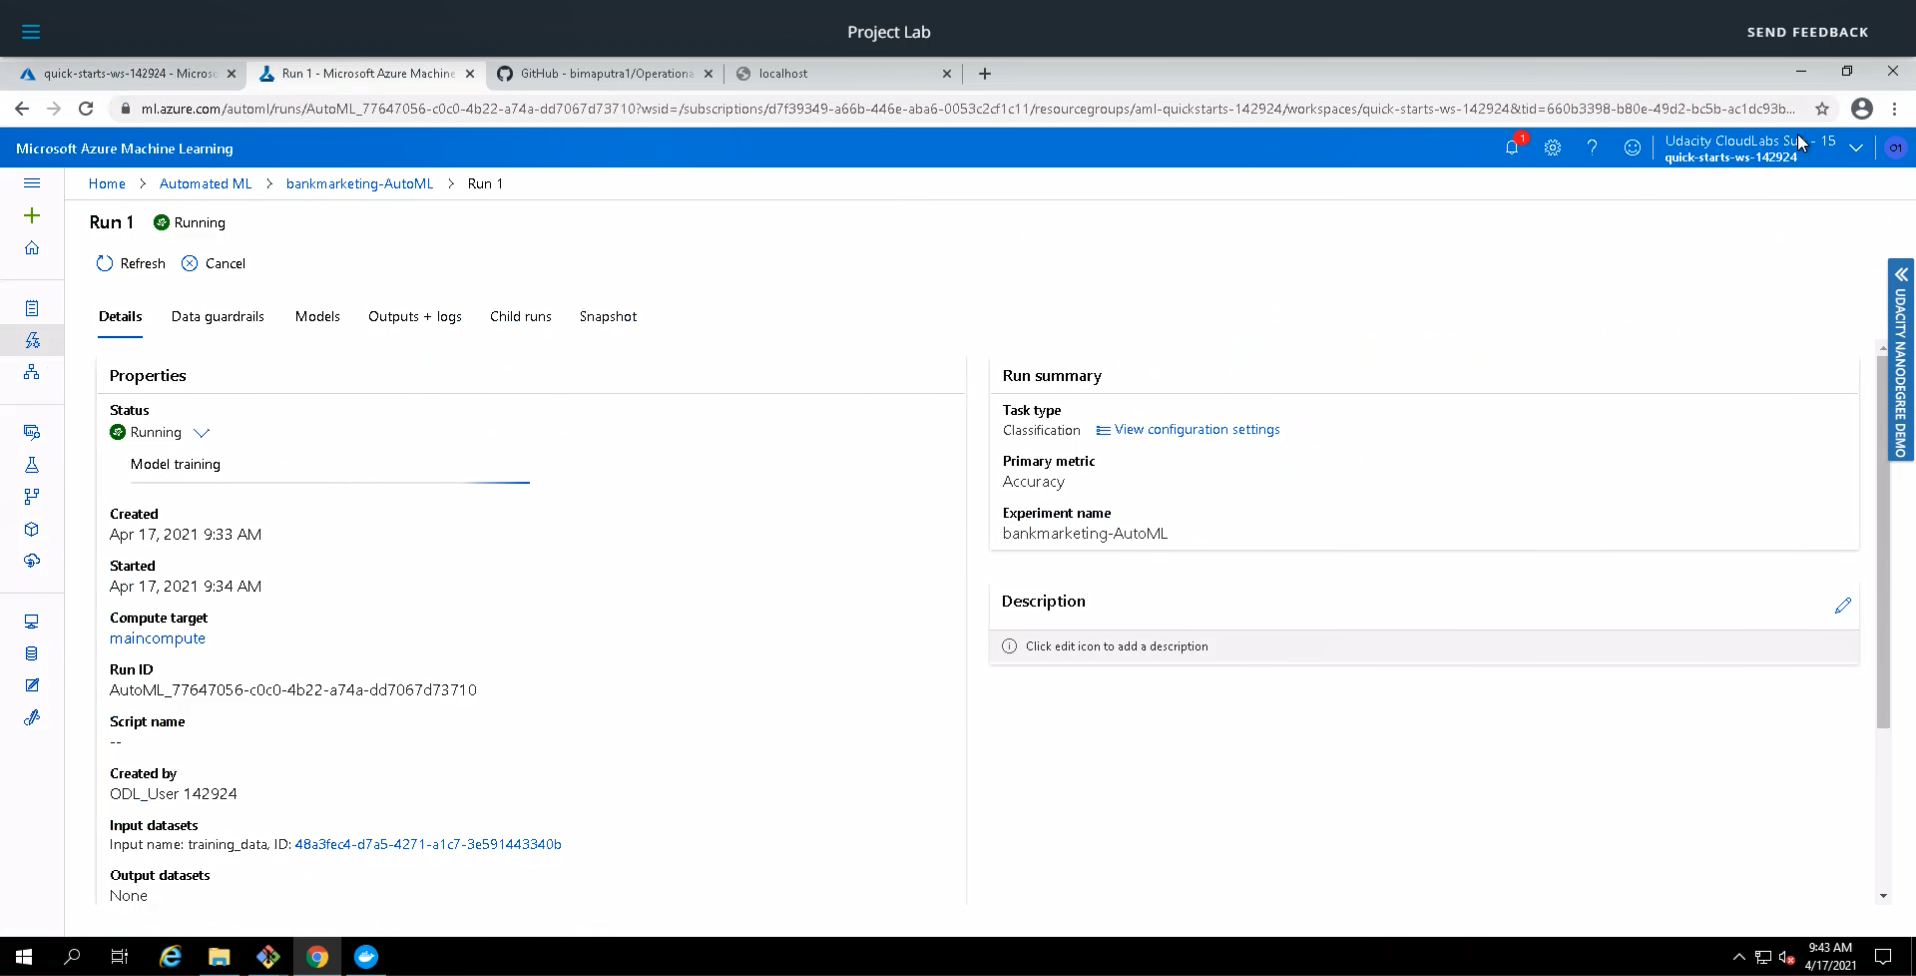 Project Lab
SEND FEEDBACK
quick-starts-ws-142924 - Micros
Run 1 - Microsoft Azure Machine
GitHub - bimaputra1/Operationa
localhost
ml.azure.com/automl/runs/AutoML_77647056-c0c0-4b22-a74a-dd7067d73710?wsid=/subscriptions/d7f39349-a66b-446e-aba6-0053c2cf1c11/resourcegroups/aml-quickstarts-142924/workspaces/quick-starts-ws-142924&tid=660b3398-b80e-49d2-bc5b-ac1dc93b...
Microsoft Azure Machine Learning
1
Udacity CloudLabs Su - 15
quick-starts-ws-142924
O1
Home > Automated ML > bankmarketing-AutoML > Run 1
Run 1 Running
Refresh Cancel
Details Data guardrails Models Outputs + logs Child runs Snapshot
UDACITY NANODEGREE DEMO
Properties
Status
Running
Model training
Created
Apr 17, 2021 9:33 AM
Started
Apr 17, 2021 9:34 AM
Compute target
maincompute
Run ID
AutoML_77647056-c0c0-4b22-a74a-dd7067d73710
Script name
--
Created by
ODL_User 142924
Input datasets
Input name: training_data, ID: 48a3fec4-d7a5-4271-a1c7-3e591443340b
Output datasets
None
Run summary
Task type
Classification View configuration settings
Primary metric
Accuracy
Experiment name
bankmarketing-AutoML
Description
Click edit icon to add a description
9:43 AM
4/17/2021